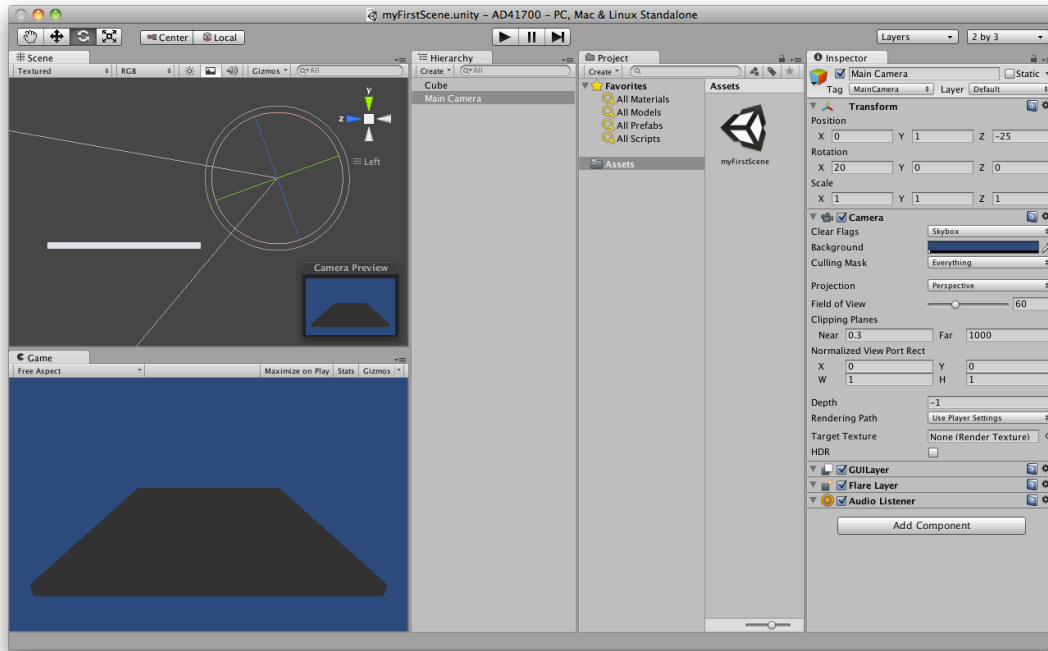 myFirstScene.unity - AD41700 - PC, Mac & Linux Standalone
Center Local Layers 2 by 3
Scene
Textured RGB Gizmos All
y
z
Left
Camera Preview
Game
Free Aspect Maximize on Play Stats Gizmos
Hierarchy
Create All
Cube
Main Camera
Project
Create
Favorites
All Materials
All Models
All Prefabs
All Scripts
Assets
Assets
myFirstScene
Inspector
Main Camera Static
Tag MainCamera Layer Default
Transform
Position
X 0 Y 1 Z -25
Rotation
X 20 Y 0 Z 0
Scale
X 1 Y 1 Z 1
Camera
Clear Flags Skybox
Background
Culling Mask Everything
Projection Perspective
Field of View 60
Clipping Planes
Near 0.3 Far 1000
Normalized View Port Rect
X 0 Y 0
W 1 H 1
Depth -1
Rendering Path Use Player Settings
Target Texture None (Render Texture)
HDR
GUILayer
Flare Layer
Audio Listener
Add Component